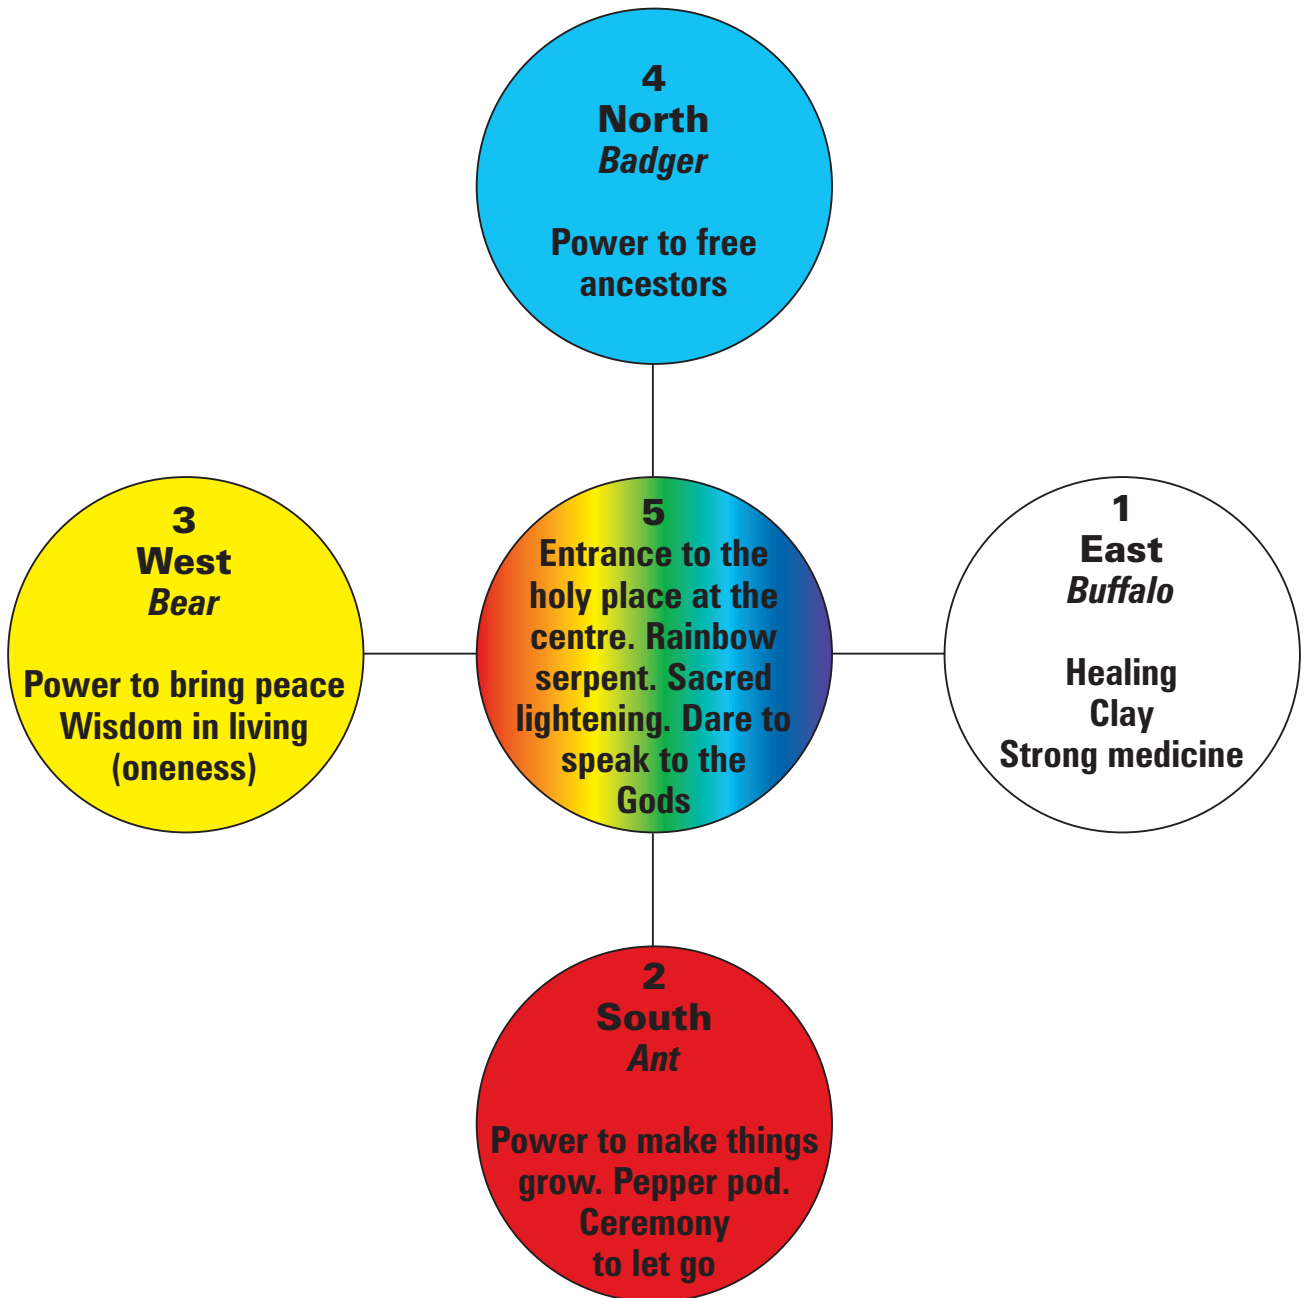 4
North
Badger
Power to free
ancestors
3
West
Bear
Power to bring peace
Wisdom in living
(oneness)
5
Entrance to the
holy place at the
centre. Rainbow
serpent. Sacred
lightening. Dare to
speak to the
Gods
1
East
Buffalo
Healing
Clay
Strong medicine
2
South
Ant
Power to make things
grow. Pepper pod.
Ceremony
to let go